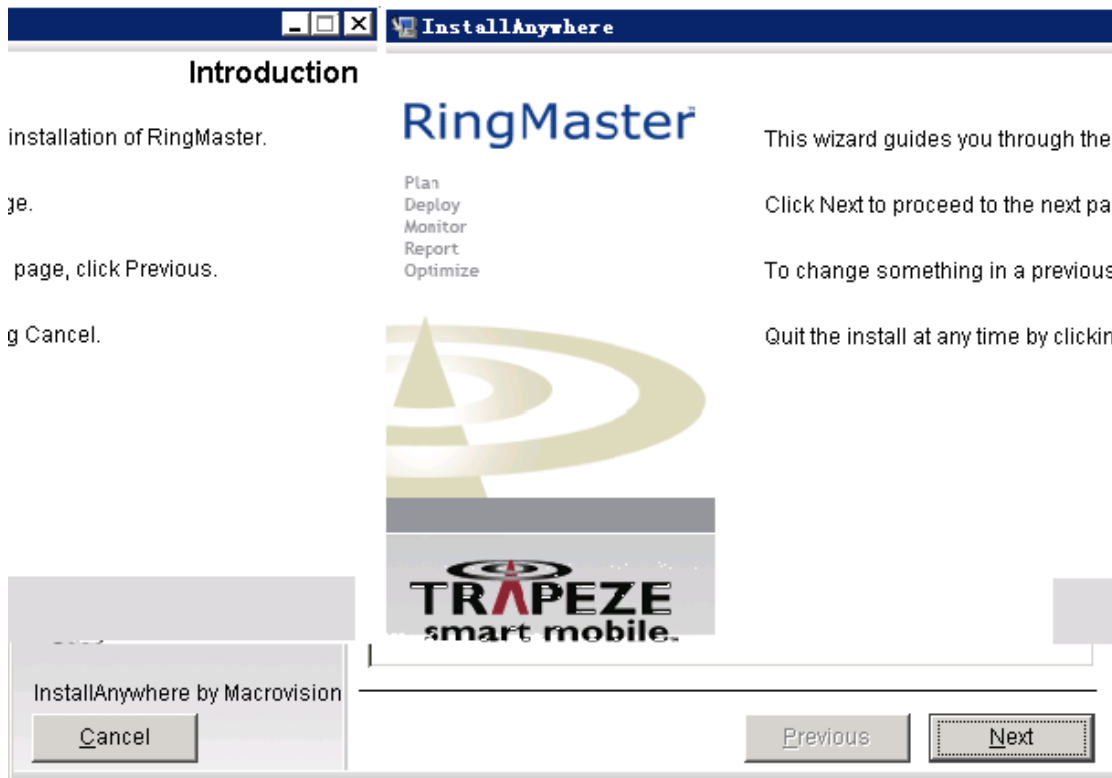 InstallAnywhere
Introduction
installation of RingMaster.
ge.
page, click Previous.
g Cancel.
RingMaster
Plan
Deploy
Monitor
Report
Optimize
This wizard guides you through the
Click Next to proceed to the next pa
To change something in a previous
Quit the install at any time by clickin
TRAPEZE
smart mobile.
InstallAnywhere by Macrovision
Cancel
Previous
Next